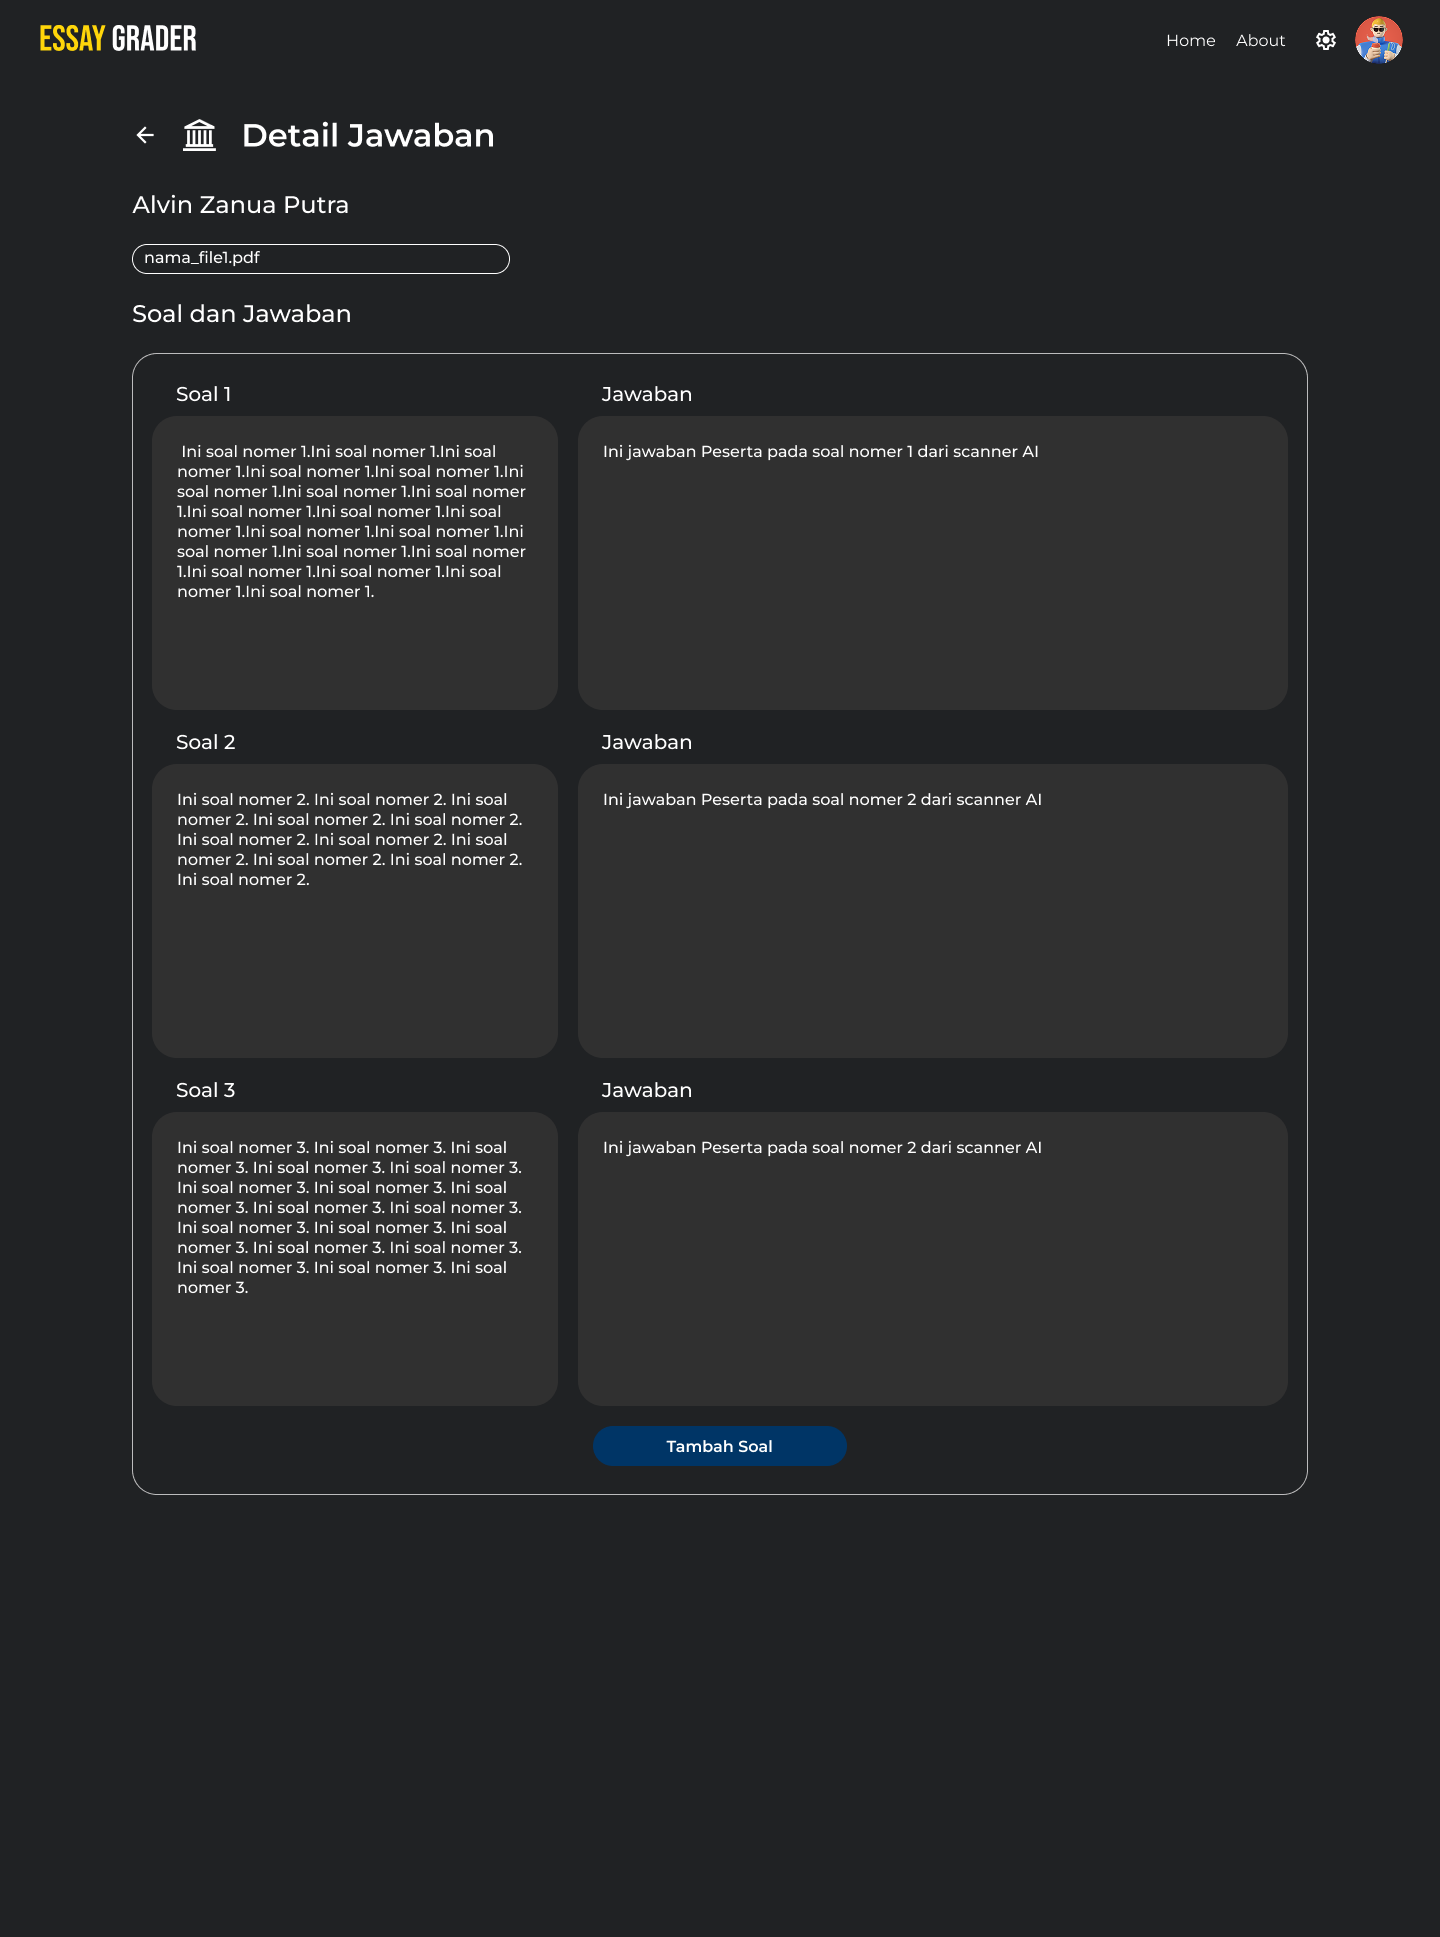 ESSAY GRADER
Home About
Detail Jawaban
Alvin Zanua Putra
nama_file1.pdf
Soal dan Jawaban
Soal 1
Ini soal nomer 1.Ini soal nomer 1.Ini soal
nomer 1.Ini soal nomer 1.Ini soal nomer 1.Ini
soal nomer 1.Ini soal nomer 1.Ini soal nomer
1.Ini soal nomer 1.Ini soal nomer 1.Ini soal
nomer 1.Ini soal nomer 1.Ini soal nomer 1.Ini
soal nomer 1.Ini soal nomer 1.Ini soal nomer
1.Ini soal nomer 1.Ini soal nomer 1.Ini soal
nomer 1.Ini soal nomer 1.
Jawaban
Ini jawaban Peserta pada soal nomer 1 dari scanner AI
Soal 2
Ini soal nomer 2. Ini soal nomer 2. Ini soal
nomer 2. Ini soal nomer 2. Ini soal nomer 2.
Ini soal nomer 2. Ini soal nomer 2. Ini soal
nomer 2. Ini soal nomer 2. Ini soal nomer 2.
Ini soal nomer 2.
Jawaban
Ini jawaban Peserta pada soal nomer 2 dari scanner AI
Soal 3
Ini soal nomer 3. Ini soal nomer 3. Ini soal
nomer 3. Ini soal nomer 3. Ini soal nomer 3.
Ini soal nomer 3. Ini soal nomer 3. Ini soal
nomer 3. Ini soal nomer 3. Ini soal nomer 3.
Ini soal nomer 3. Ini soal nomer 3. Ini soal
nomer 3. Ini soal nomer 3. Ini soal nomer 3.
Ini soal nomer 3. Ini soal nomer 3. Ini soal
nomer 3.
Jawaban
Ini jawaban Peserta pada soal nomer 2 dari scanner AI
Tambah Soal